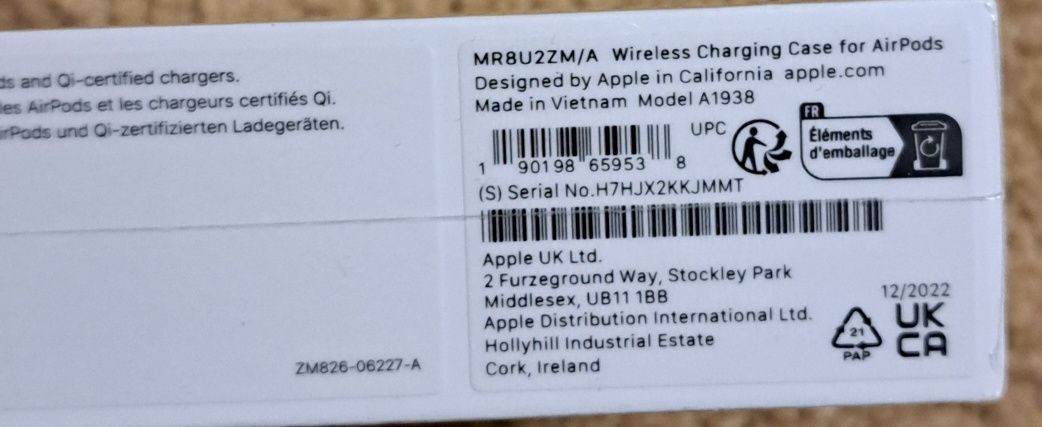 ds and Qi-certified chargers.
les AirPods et les chargeurs certifiés Qi.
irPods und Qi-zertifizierten Ladegeräten.
ZM826-06227-A
MR8U2ZM/A Wireless Charging Case for AirPods
Designed by Apple in California apple.com
Made in Vietnam Model A1938
UPC
1 90198 65953 8
FR
Éléments
d'emballage
(S) Serial No.H7HJX2KKJMMT
Apple UK Ltd.
2 Furzeground Way, Stockley Park
Middlesex, UB11 1BB
Apple Distribution International Ltd.
Hollyhill Industrial Estate
Cork, Ireland
12/2022
21
PAP
UK
CA